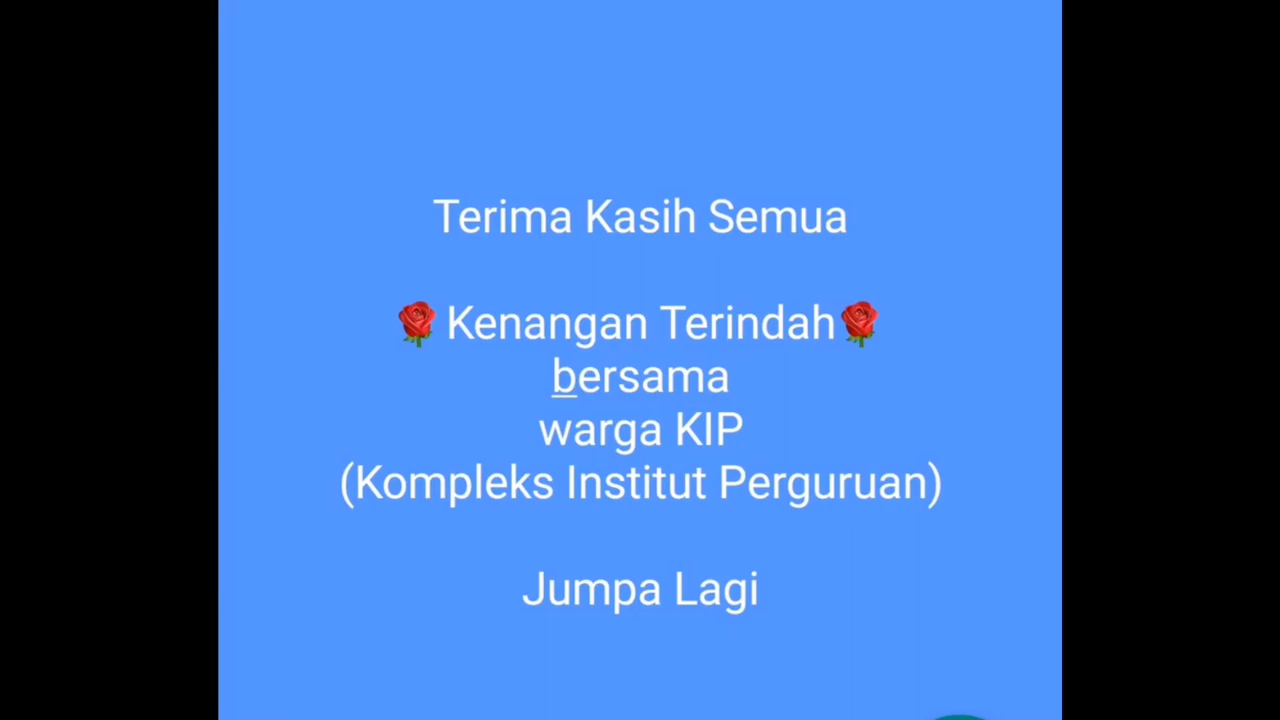 Terima Kasih Semua
🌹Kenangan Terindah🌹
bersama
warga KIP
(Kompleks Institut Perguruan)
Jumpa Lagi